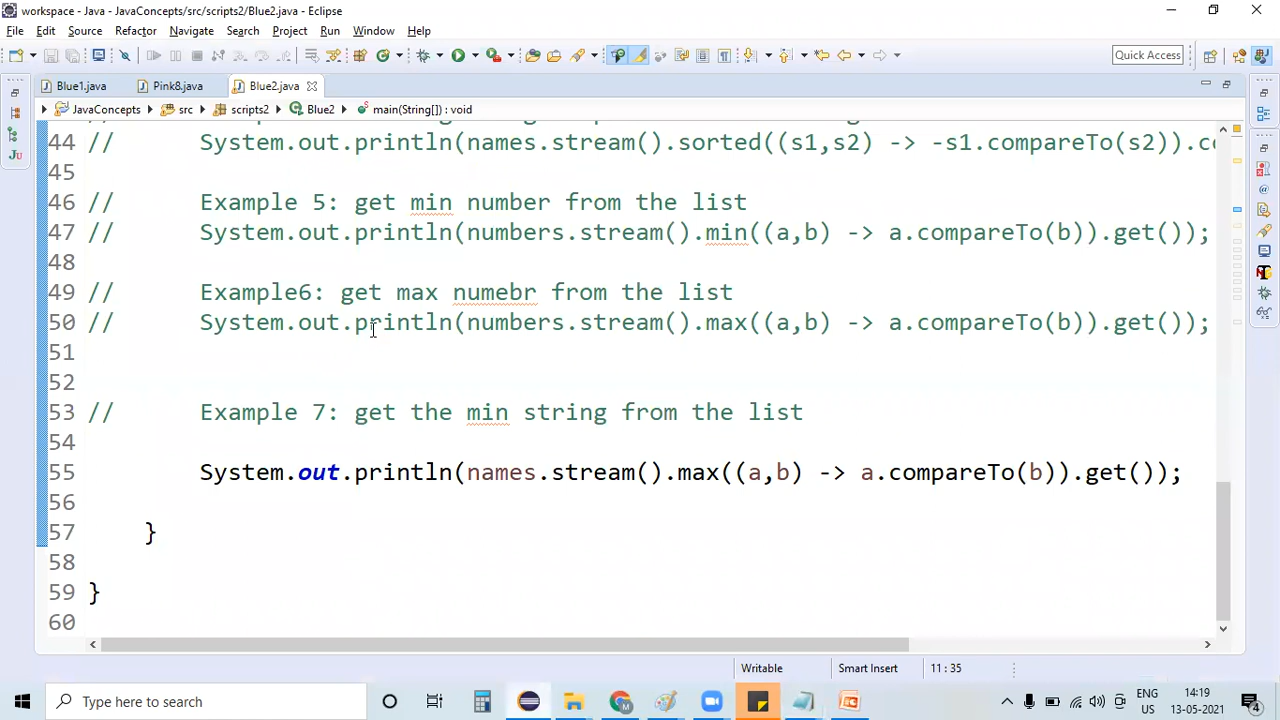 workspace - Java - JavaConcepts/src/scripts2/Blue2.java - Eclipse
File Edit Source Refactor Navigate Search Project Run Window Help
Quick Access
Blue1.java Pink8.java Blue2.java
JavaConcepts src scripts2 Blue2 main(String[]) : void
44 // System.out.println(names.stream().sorted((s1,s2) -> -s1.compareTo(s2)).co
45
46 // Example 5: get min number from the list
47 // System.out.println(numbers.stream().min((a,b) -> a.compareTo(b)).get());
48
49 // Example6: get max numebr from the list
50 // System.out.println(numbers.stream().max((a,b) -> a.compareTo(b)).get());
51
52
53 // Example 7: get the min string from the list
54
55 System.out.println(names.stream().max((a,b) -> a.compareTo(b)).get());
56
57 }
58
59 }
60
Writable Smart Insert 11 : 35
Type here to search
ENG 14:19
US 13-05-2021
4